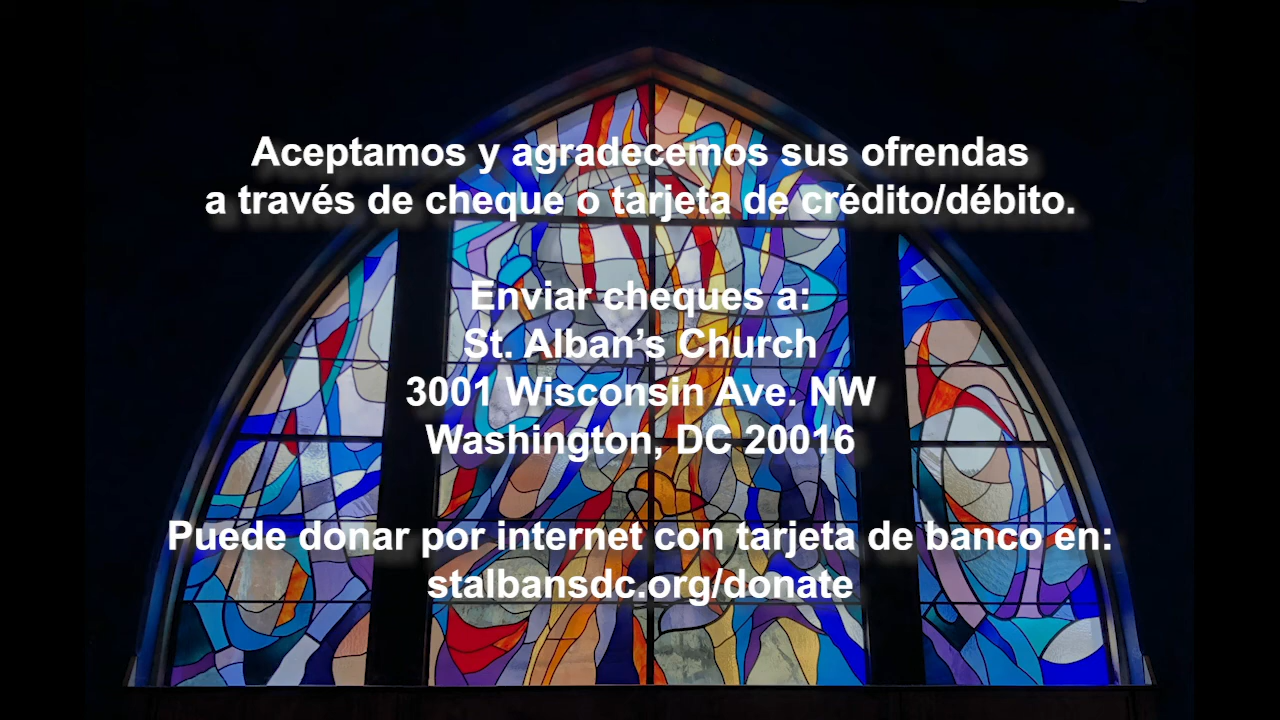 Aceptamos y agradecemos sus ofrendas
a través de cheque o tarjeta de crédito/débito.
Enviar cheques a:
St. Alban’s Church
3001 Wisconsin Ave. NW
Washington, DC 20016
Puede donar por internet con tarjeta de banco en:
stalbansdc.org/donate